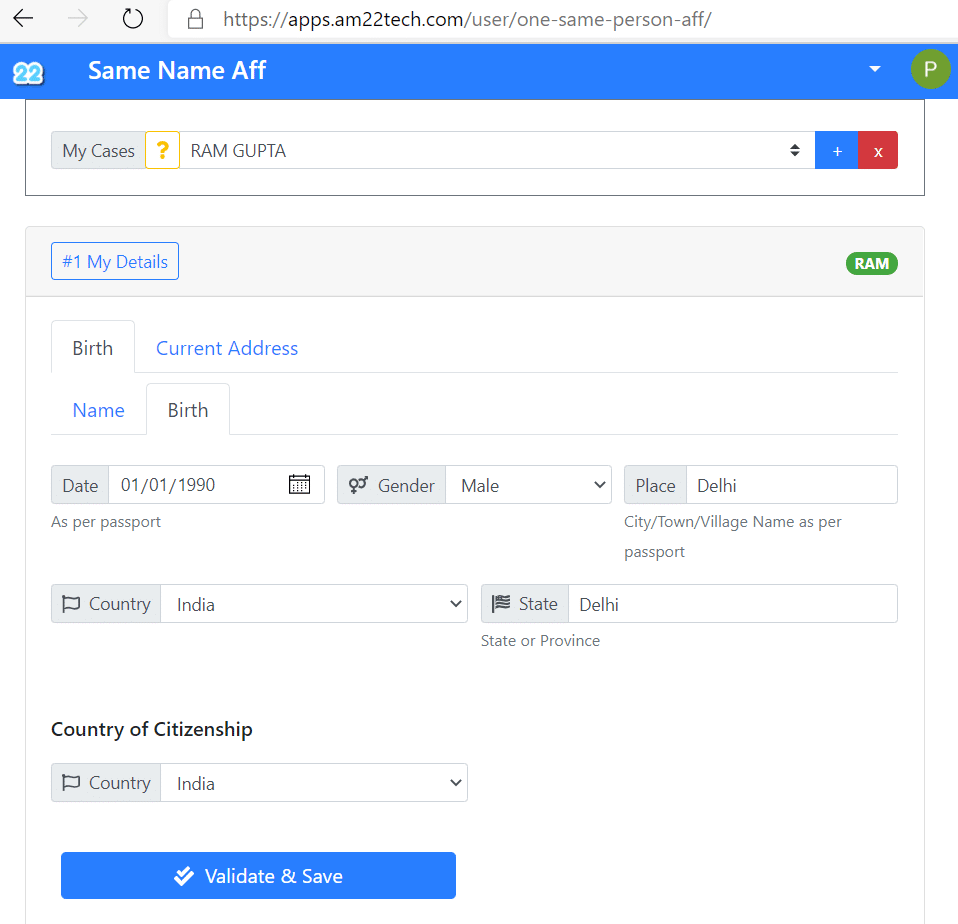 https://apps.am22tech.com/user/one-same-person-aff/
22 Same Name Aff P
My Cases ? RAM GUPTA + x
#1 My Details RAM
Birth Current Address
Name Birth
Date 01/01/1990 Gender Male Place Delhi
As per passport City/Town/Village Name as per
passport
Country India State Delhi
State or Province
Country of Citizenship
Country India
Validate & Save